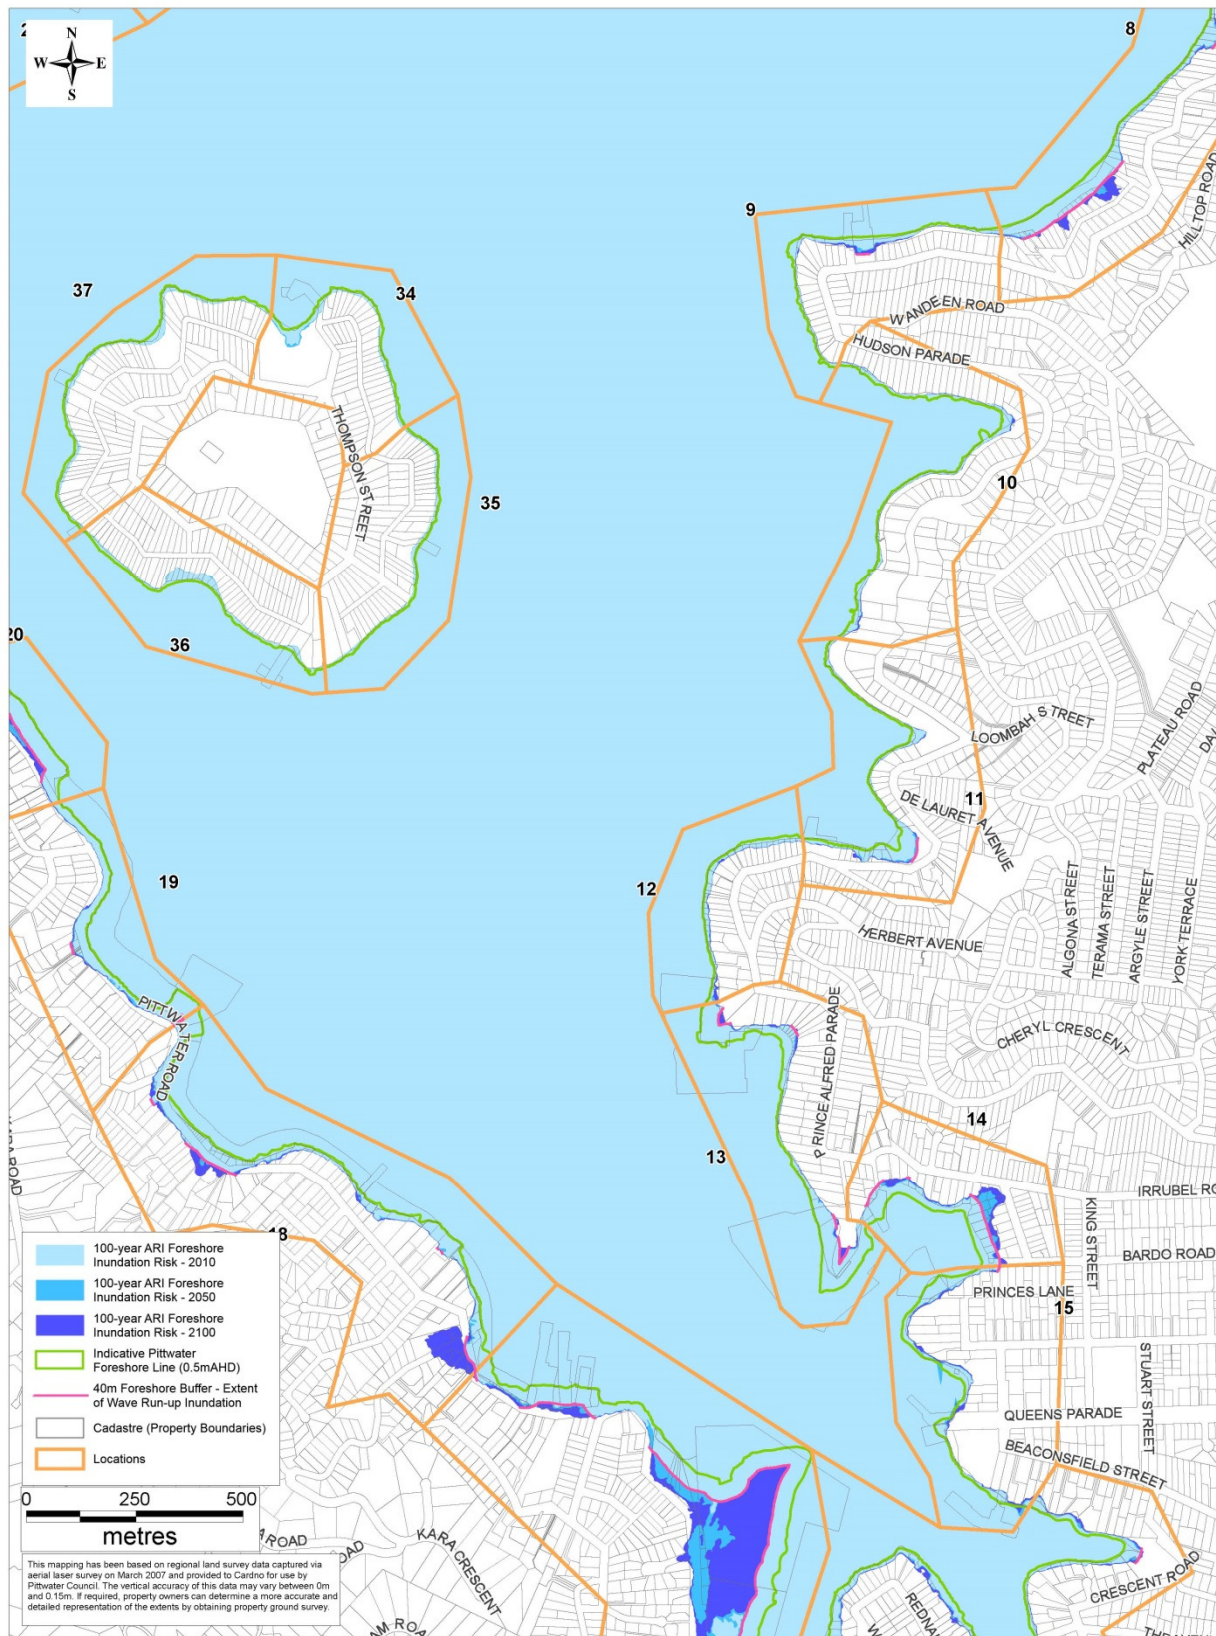 2
N
W E
S
8
9
HILLTOP ROAD
WANDEEN ROAD
HUDSON PARADE
37
34
THOMPSON STREET
35
36
10
20
LOOMBAH STREET
PLATEAU ROAD
DE LAURET AVENUE
11
19
12
HERBERT AVENUE
ALGONA STREET
TERAMA STREET
ARGYLE STREET
YORK TERRACE
PITTWATER ROAD
PRINCE ALFRED PARADE
CHERYL CRESCENT
14
13
IRRUBEL RO
KING STREET
BARDO ROAD
PRINCES LANE
15
18
STUART STREET
QUEENS PARADE
BEACONSFIELD STREET
CRESCENT ROAD
KARA CRESCENT
ROAD
AM ROA
REDNA
100-year ARI Foreshore
Inundation Risk - 2010
100-year ARI Foreshore
Inundation Risk - 2050
100-year ARI Foreshore
Inundation Risk - 2100
Indicative Pittwater
Foreshore Line (0.5mAHD)
40m Foreshore Buffer - Extent
of Wave Run-up Inundation
Cadastre (Property Boundaries)
Locations
0 250 500
metres
This mapping has been based on regional land survey data captured via
aerial laser survey on March 2007 and provided to Cardno for use by
Pittwater Council. The vertical accuracy of this data may vary between 0m
and 0.15m. If required, property owners can determine a more accurate and
detailed representation of the extents by obtaining property ground survey.